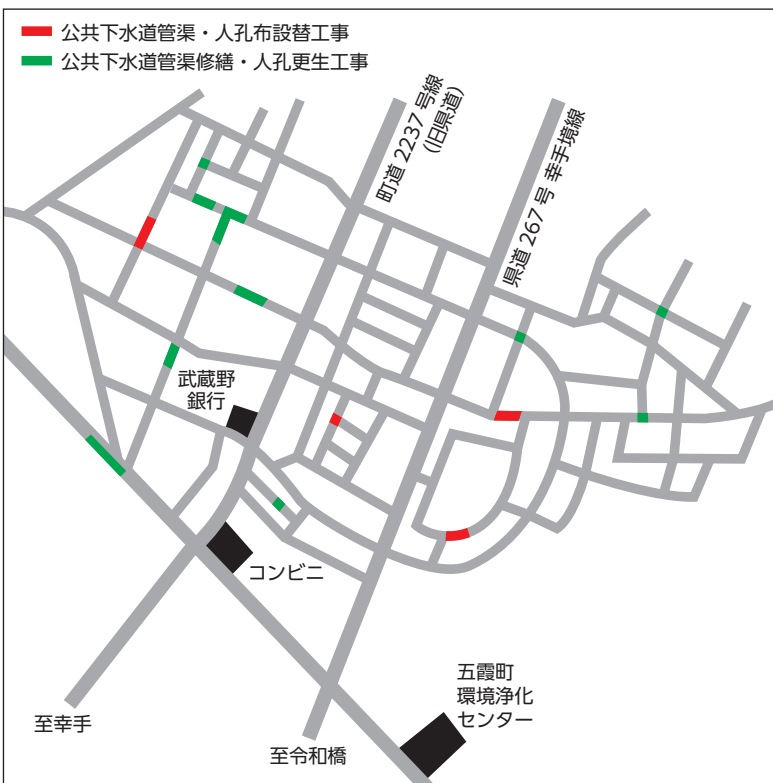 公共下水道管渠・人孔布設替工事
公共下水道管渠修繕・人孔更生工事
町道 2237 号線
(旧県道)
県道 267 号 幸手境線
武蔵野
銀行
コンビニ
五霞町
環境浄化
センター
至幸手
至令和橋